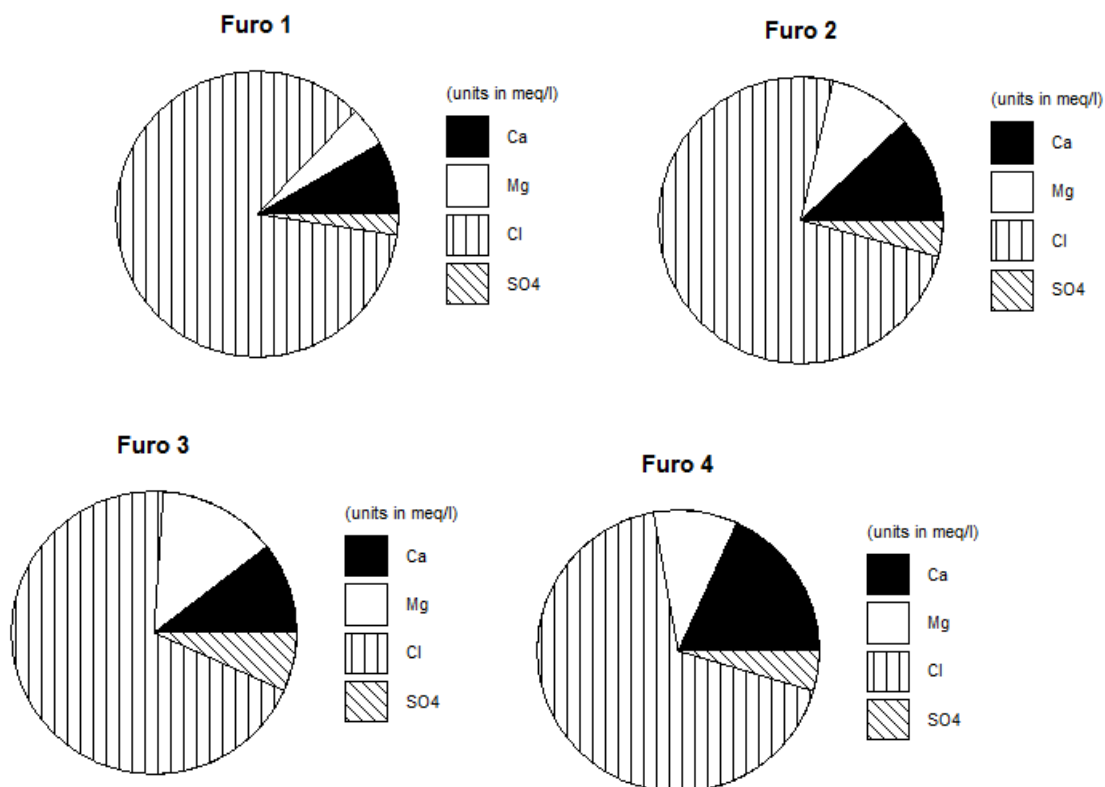 Furo 1
(units in meq/l)
Ca
Mg
Cl
SO4
Furo 2
(units in meq/l)
Ca
Mg
Cl
SO4
Furo 3
(units in meq/l)
Ca
Mg
Cl
SO4
Furo 4
(units in meq/l)
Ca
Mg
Cl
SO4